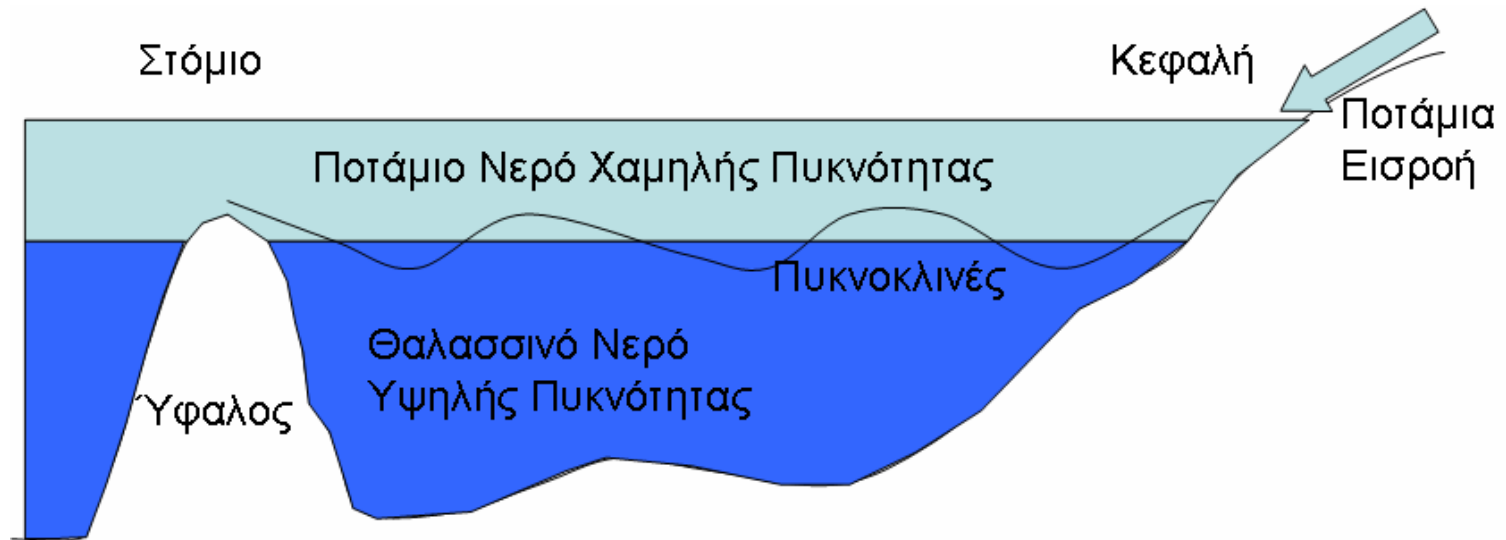 Στόμιο
Κεφαλή
Ποτάμια
Εισροή
Ποτάμιο Νερό Χαμηλής Πυκνότητας
Πυκνοκλινές
Θαλασσινό Νερό
Υψηλής Πυκνότητας
Ύφαλος